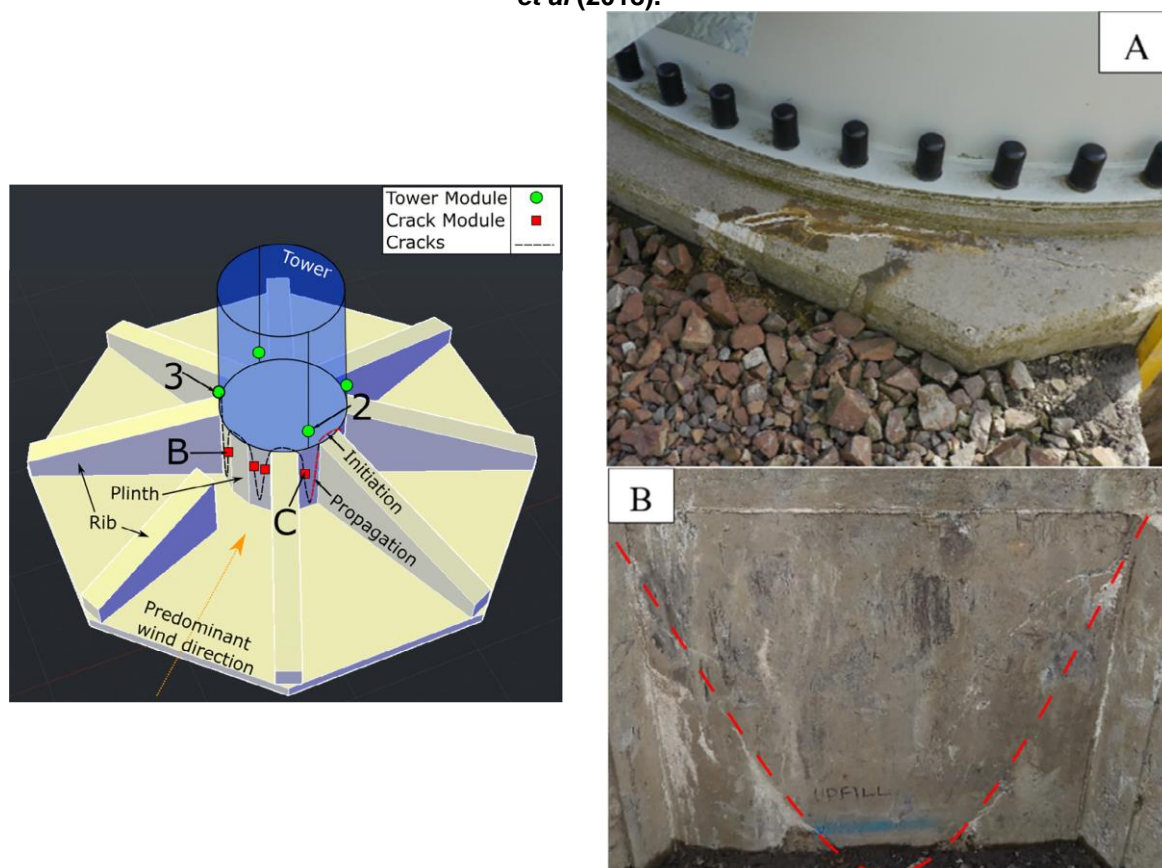 et al (2018).
Tower Module
Crack Module
Cracks
Tower
3
2
B
C
Initiation
Propagation
Plinth
Rib
Predominant
wind direction
A
B
UPFILL